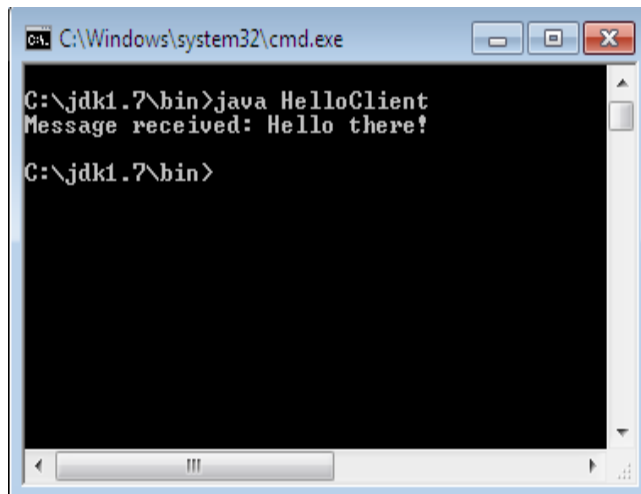 C:\Windows\system32\cmd.exe
C:\jdk1.7\bin>java HelloClient
Message received: Hello there!
C:\jdk1.7\bin>